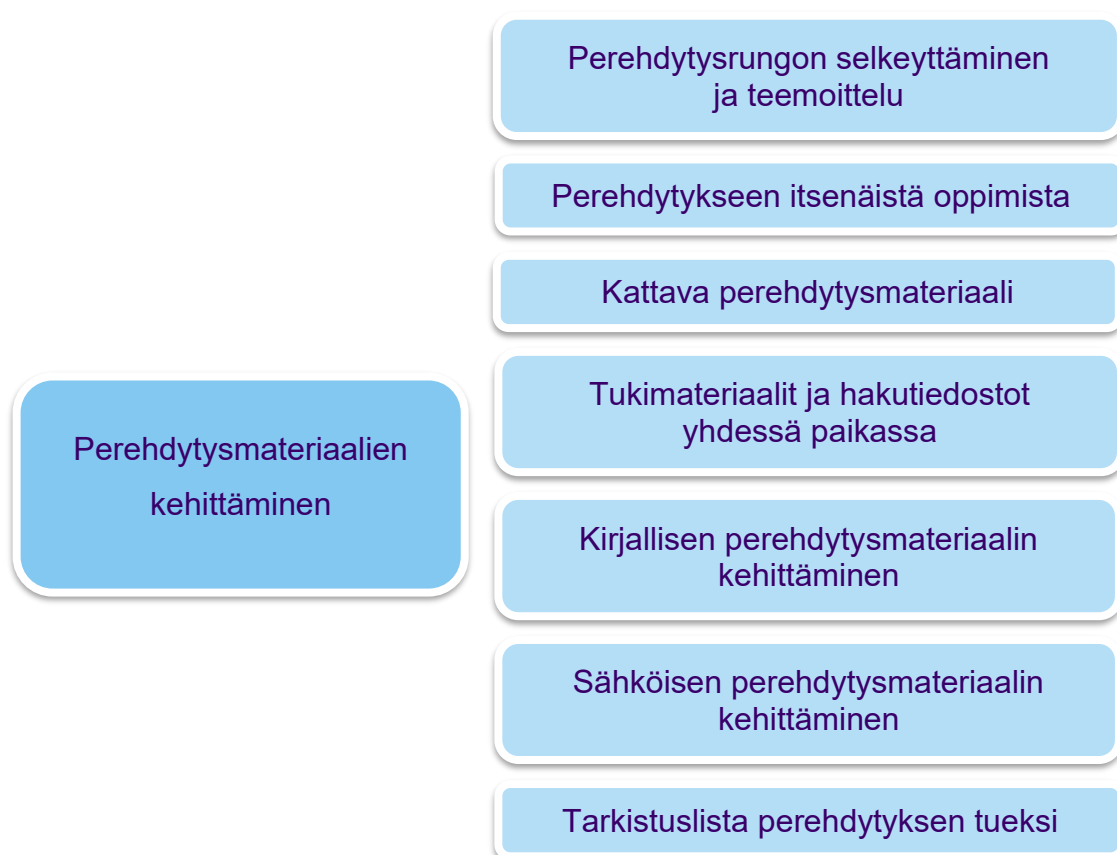 Perehdytysrungon selkeyttäminen
ja teemoittelu
Perehdytykseen itsenäistä oppimista
Kattava perehdytysmateriaali
Tukimateriaalit ja hakutiedostot
yhdessä paikassa
Perehdytysmateriaalien
kehittäminen
Kirjallisen perehdytysmateriaalin
kehittäminen
Sähköisen perehdytysmateriaalin
kehittäminen
Tarkistuslista perehdytyksen tueksi